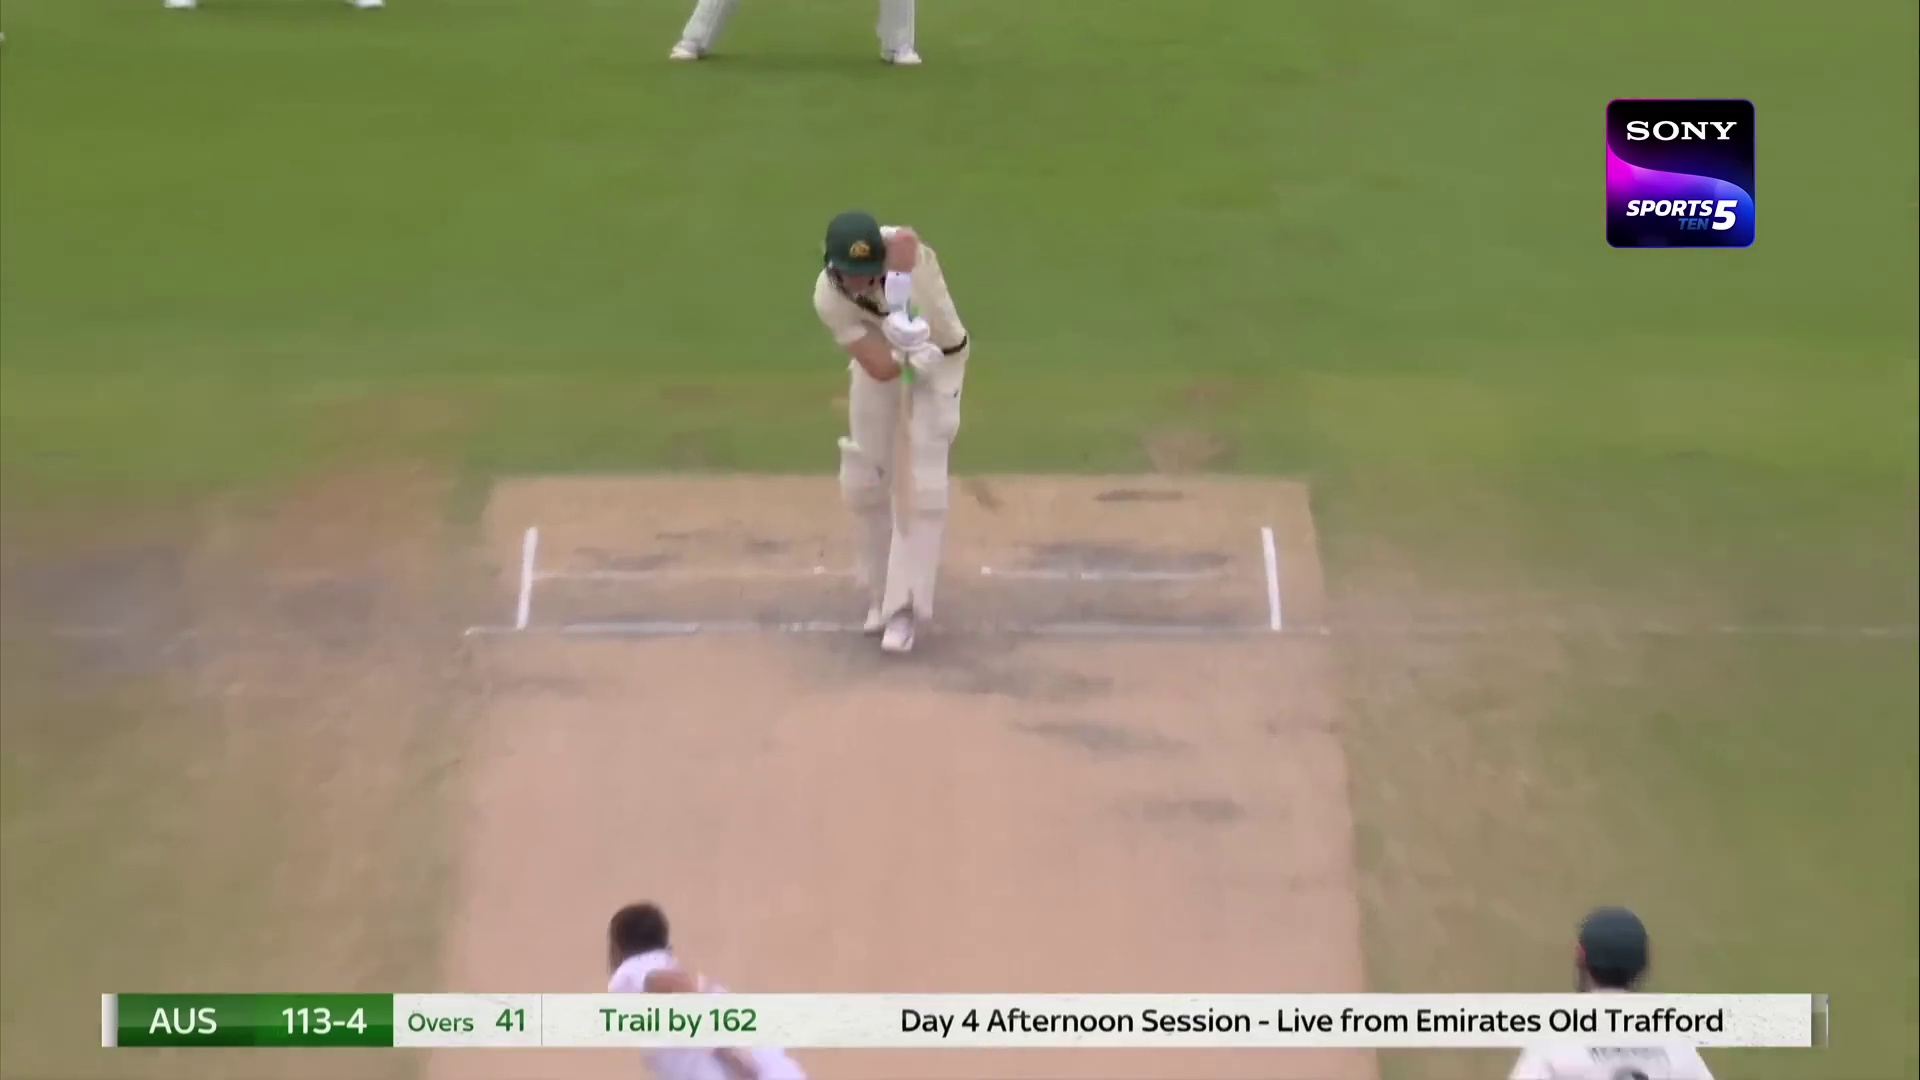 SONY
SPORTS
TEN 5
AUS 113-4 Overs 41 Trail by 162 Day 4 Afternoon Session - Live from Emirates Old Trafford